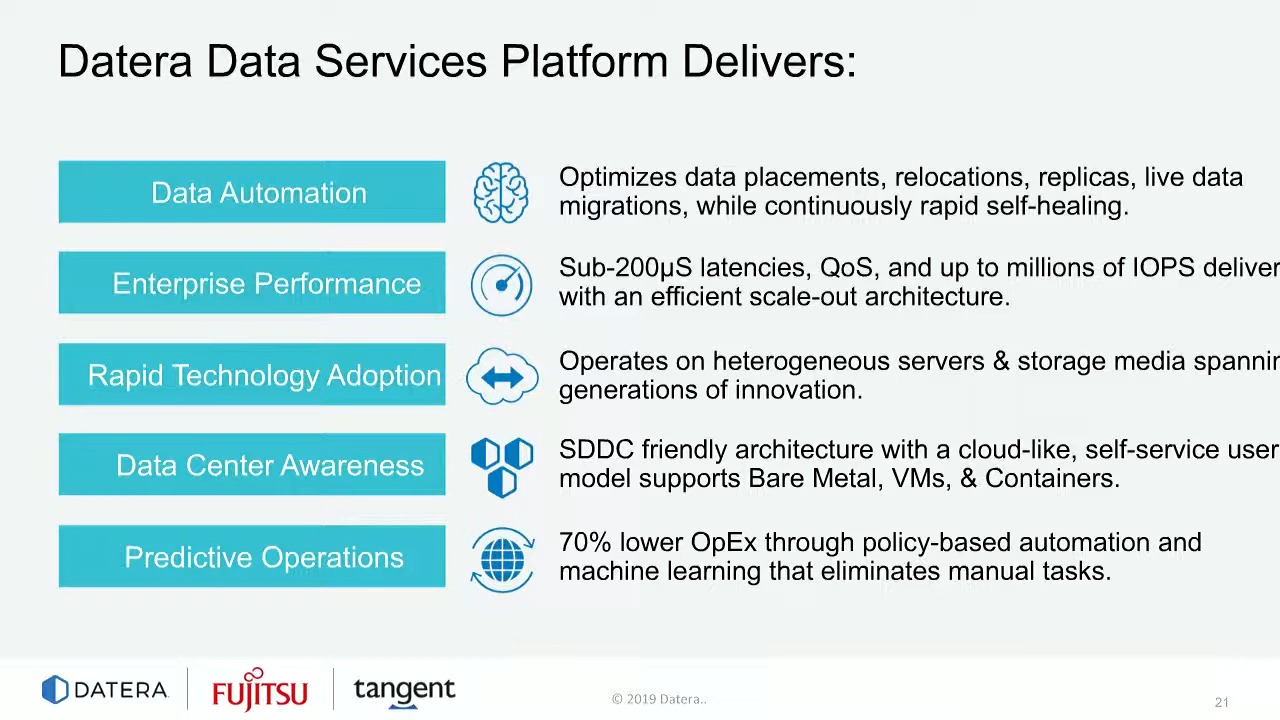 Datera Data Services Platform Delivers:
Data Automation
Optimizes data placements, relocations, replicas, live data
migrations, while continuously rapid self-healing.
Enterprise Performance
Sub-200µS latencies, QoS, and up to millions of IOPS deliver
with an efficient scale-out architecture.
Rapid Technology Adoption
Operates on heterogeneous servers & storage media spannin
generations of innovation.
Data Center Awareness
SDDC friendly architecture with a cloud-like, self-service user
model supports Bare Metal, VMs, & Containers.
Predictive Operations
70% lower OpEx through policy-based automation and
machine learning that eliminates manual tasks.
DATERA
FUJITSU
tangent
© 2019 Datera..
21